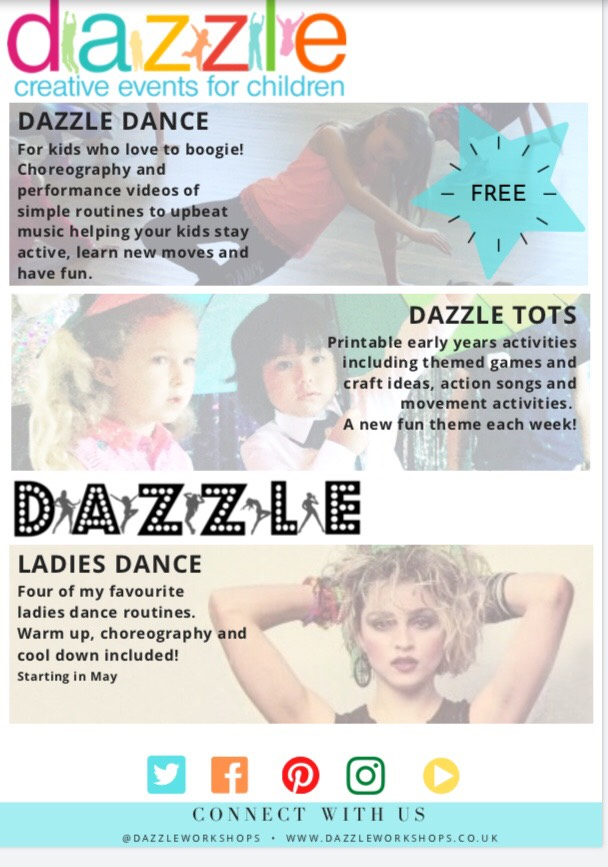 dazzle
creative events for children
DAZZLE DANCE
For kids who love to boogie!
Choreography and
performance videos of
simple routines to upbeat
music helping your kids stay
active, learn new moves and
have fun.
FREE
DAZZLE TOTS
Printable early years activities
including themed games and
craft ideas, action songs and
movement activities.
A new fun theme each week!
DAZZLE
LADIES DANCE
Four of my favourite
ladies dance routines.
Warm up, choreography and
cool down included!
Starting in May
CONNECT WITH US
@DAZZLEWORKSHOPS • WWW.DAZZLEWORKSHOPS.CO.UK